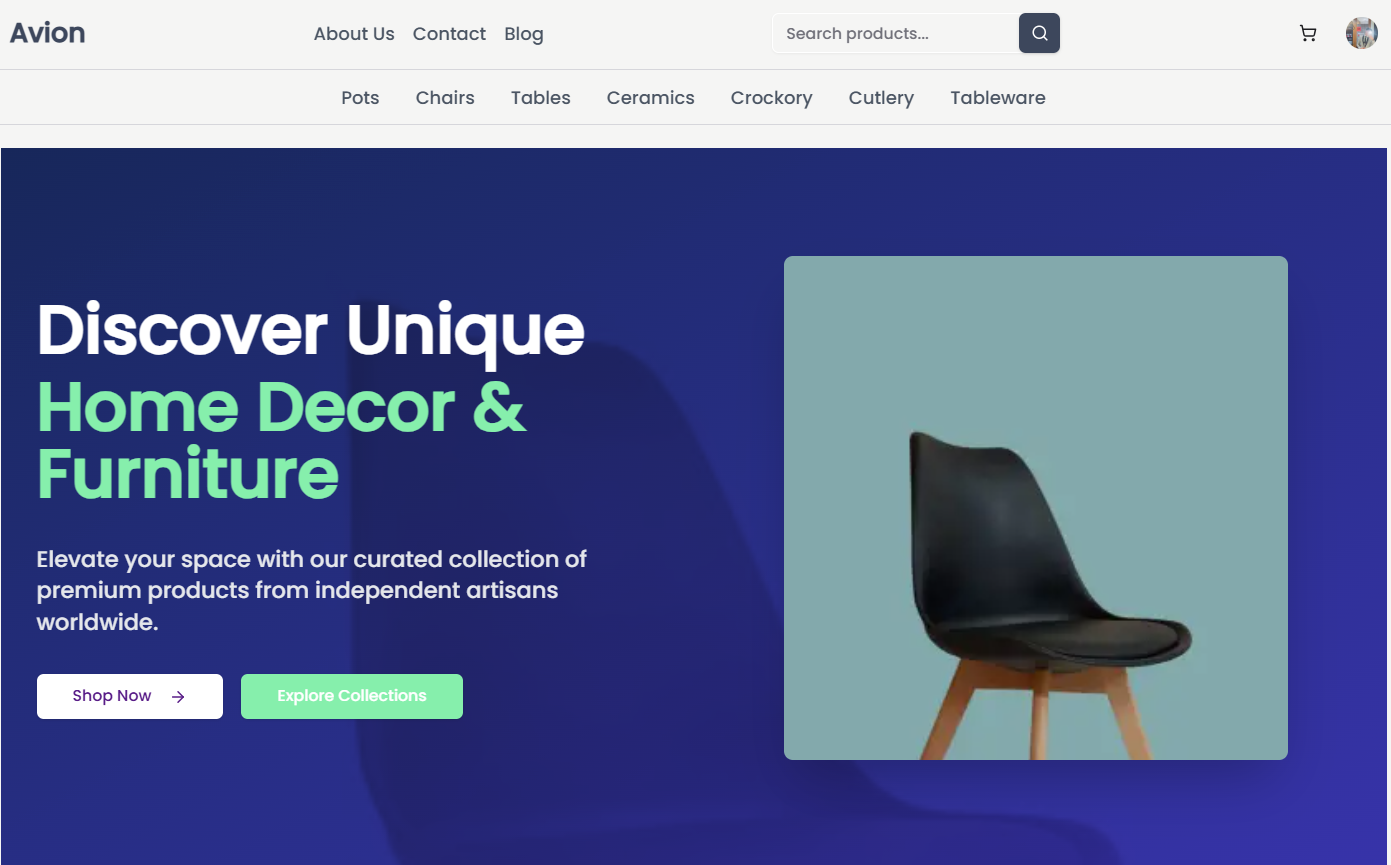 Avion
About Us Contact Blog
Search products...
Pots Chairs Tables Ceramics Crockory Cutlery Tableware
Discover Unique
Home Decor &
Furniture
Elevate your space with our curated collection of
premium products from independent artisans
worldwide.
Shop Now
Explore Collections